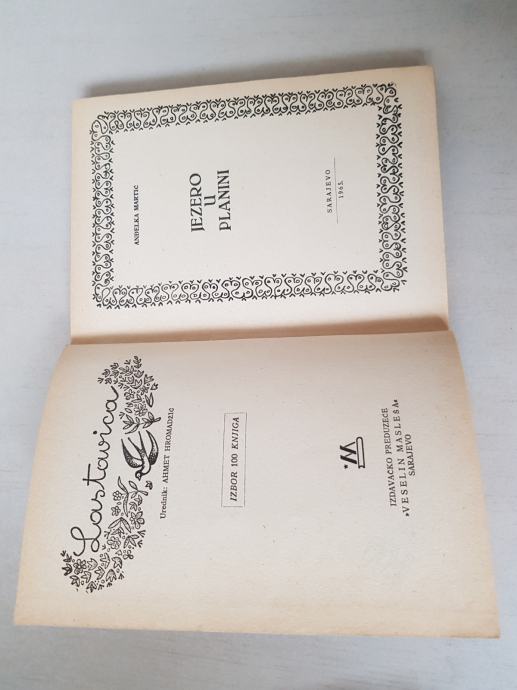 Lastavica
Urednik: AHMET HROMADŽIĆ
IZBOR 100 KNJIGA
IZDAVAČKO PREDUZEĆE
»VESELIN MASLEŠA«
SARAJEVO
ANĐELKA MARTIĆ
JEZERO
U
PLANINI
SARAJEVO
1965.